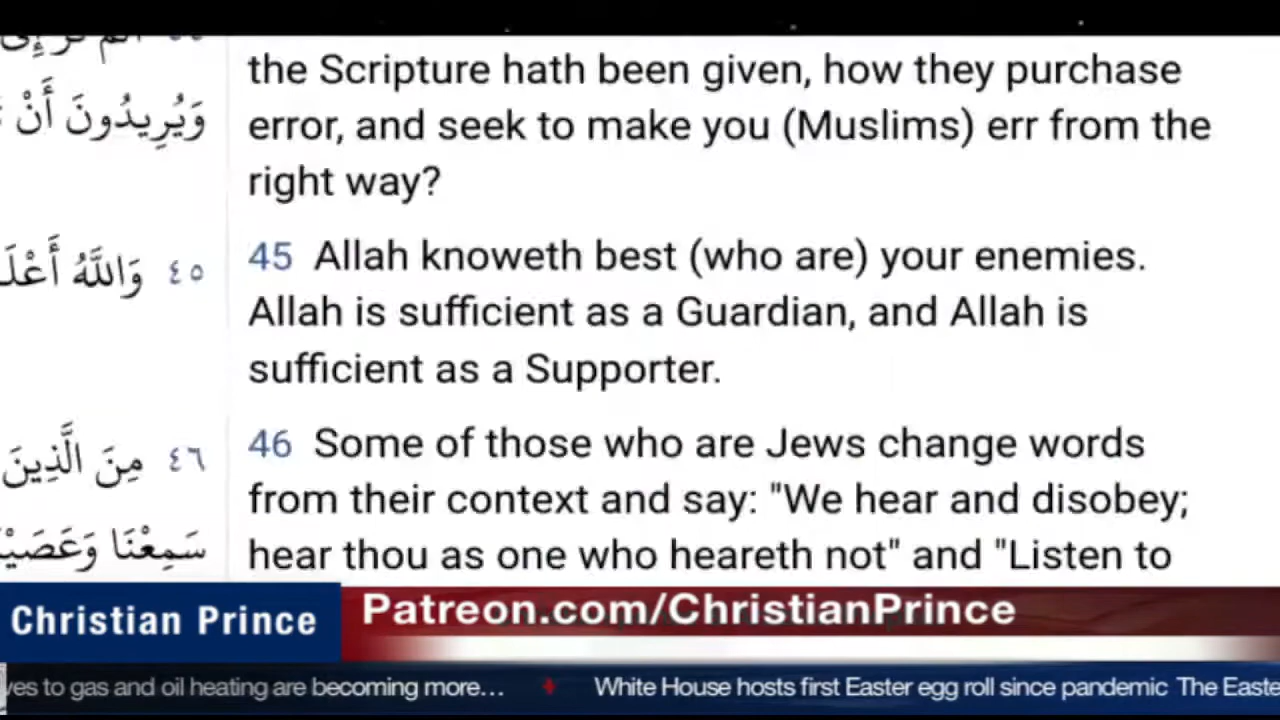 the Scripture hath been given, how they purchase
وَيُرِيدُونَ أَنْ
error, and seek to make you (Muslims) err from the
right way?
٤٥ وَاللَّهُ
45 Allah knoweth best (who are) your enemies.
Allah is sufficient as a Guardian, and Allah is
sufficient as a Supporter.
٤٦ مِنَ الَّذِينَ
46 Some of those who are Jews change words
from their context and say: "We hear and disobey;
سَمِعْنَا
hear thou as one who heareth not" and "Listen to
Christian Prince
Patreon.com/ChristianPrince
to gas and oil heating are becoming more...
White House hosts first Easter egg roll since pandemic The